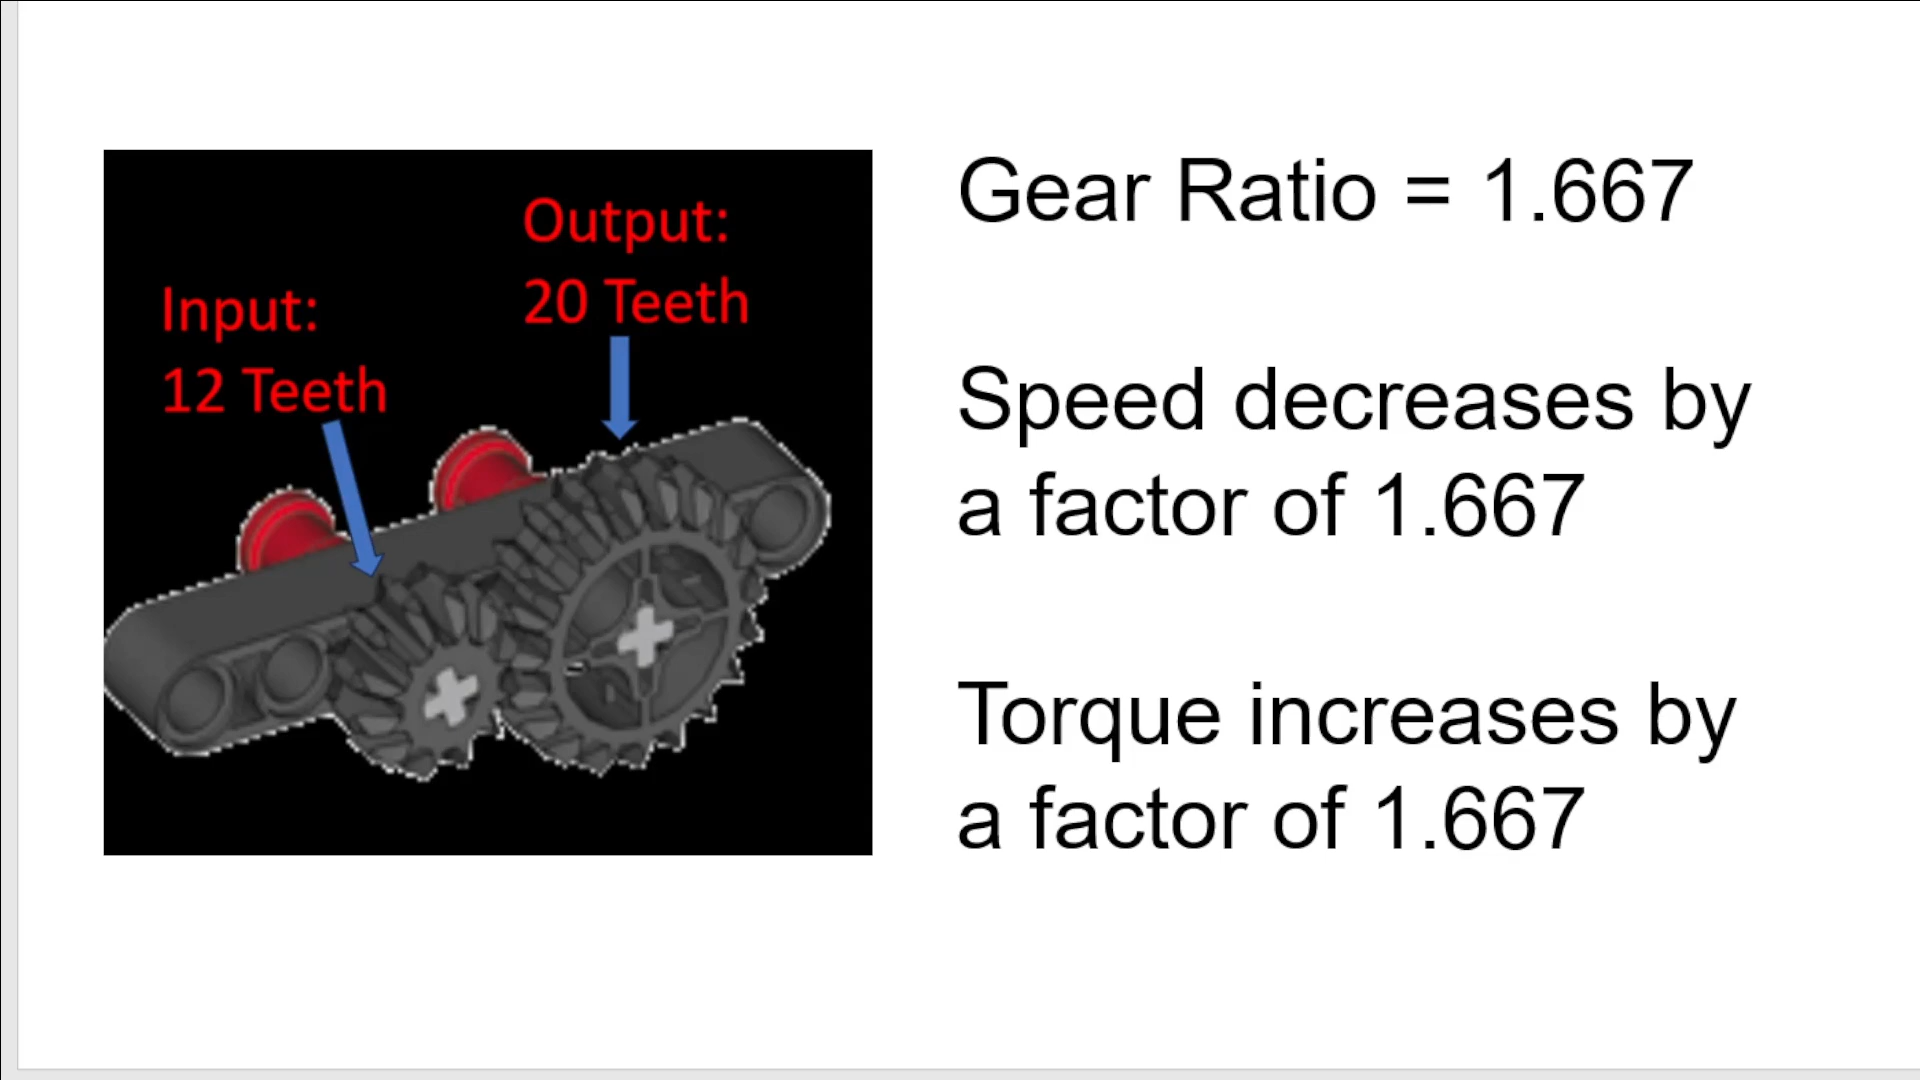 Input:
12 Teeth
Output:
20 Teeth
Gear Ratio = 1.667
Speed decreases by
a factor of 1.667
Torque increases by
a factor of 1.667